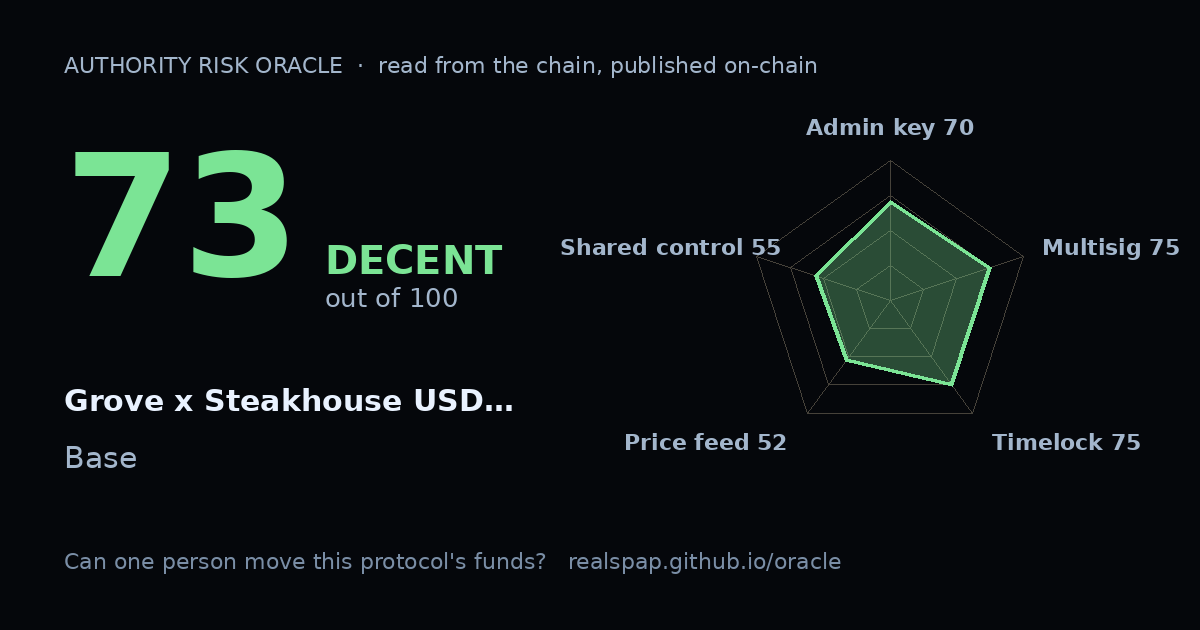 AUTHORITY RISK ORACLE · read from the chain, published on-chain
73
DECENT
out of 100
Grove x Steakhouse USD…
Base
Admin key 70
Shared control 55
Multisig 75
Price feed 52
Timelock 75
Can one person move this protocol's funds? realspap.github.io/oracle